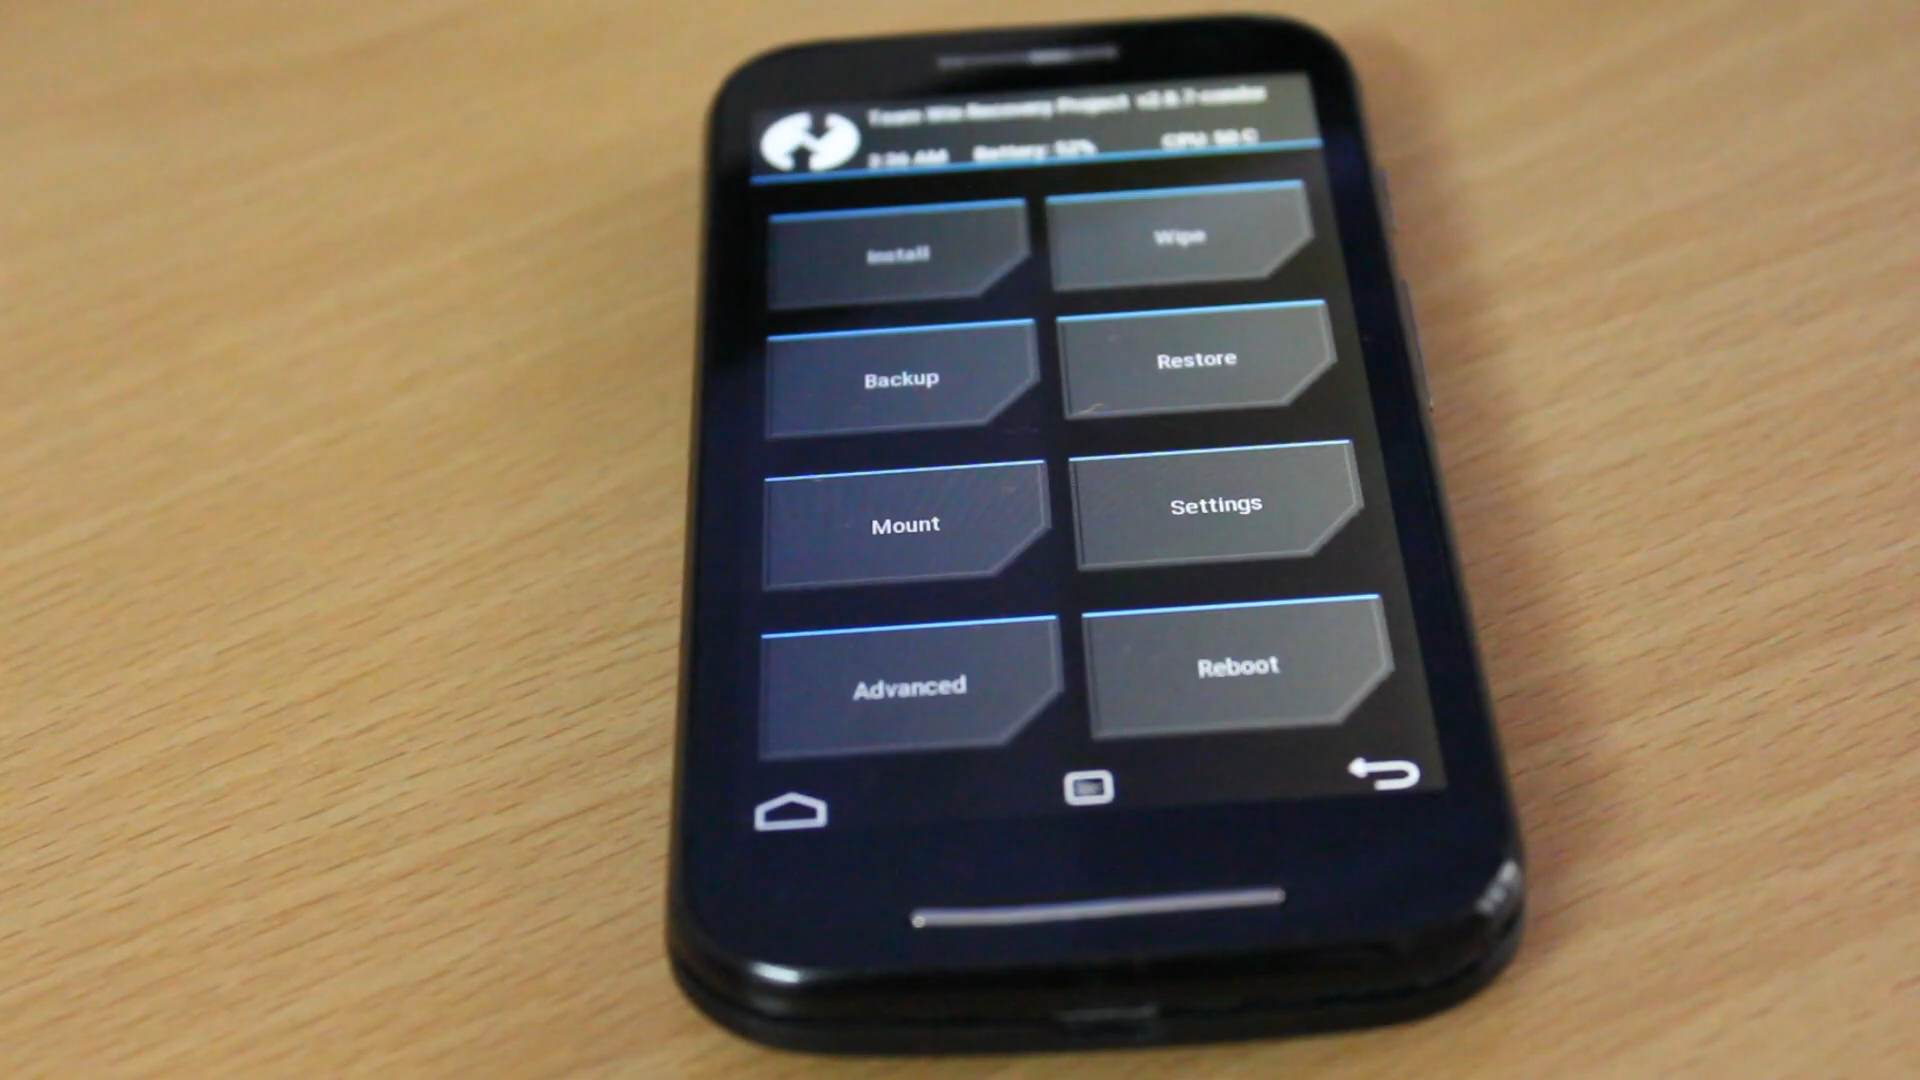 Team Win Recovery Project v2.8.7-condor
Battery: 52% CPU: 50 C
Install Wipe
Backup Restore
Mount Settings
Advanced Reboot